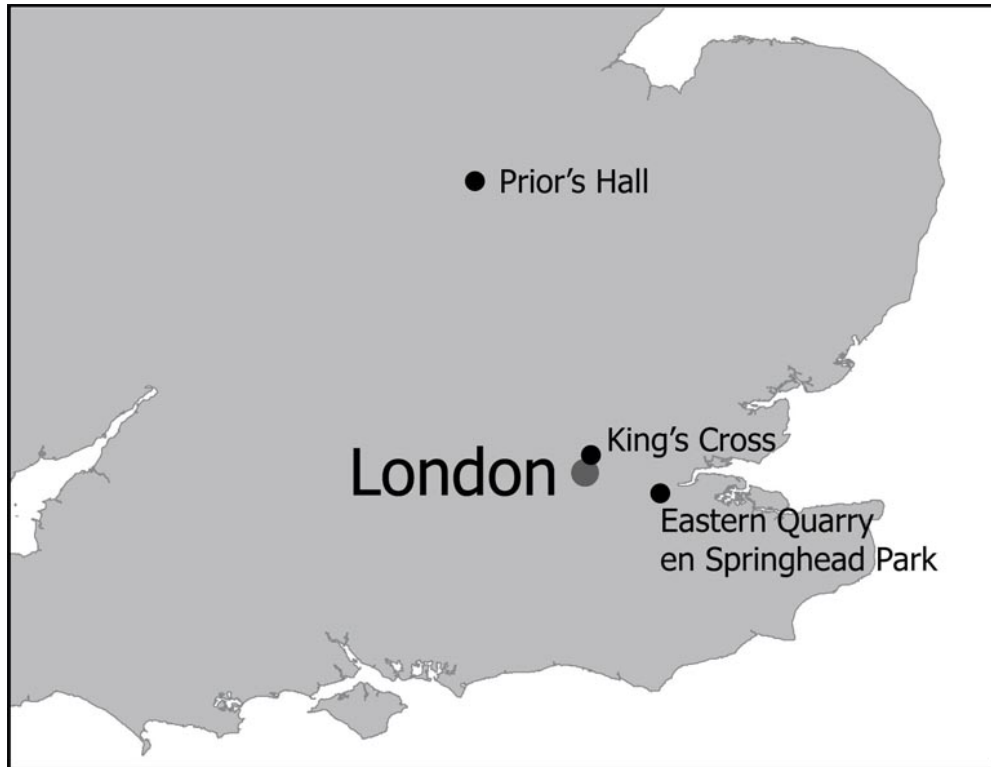 Prior's Hall
King's Cross
London
Eastern Quarry
en Springhead Park